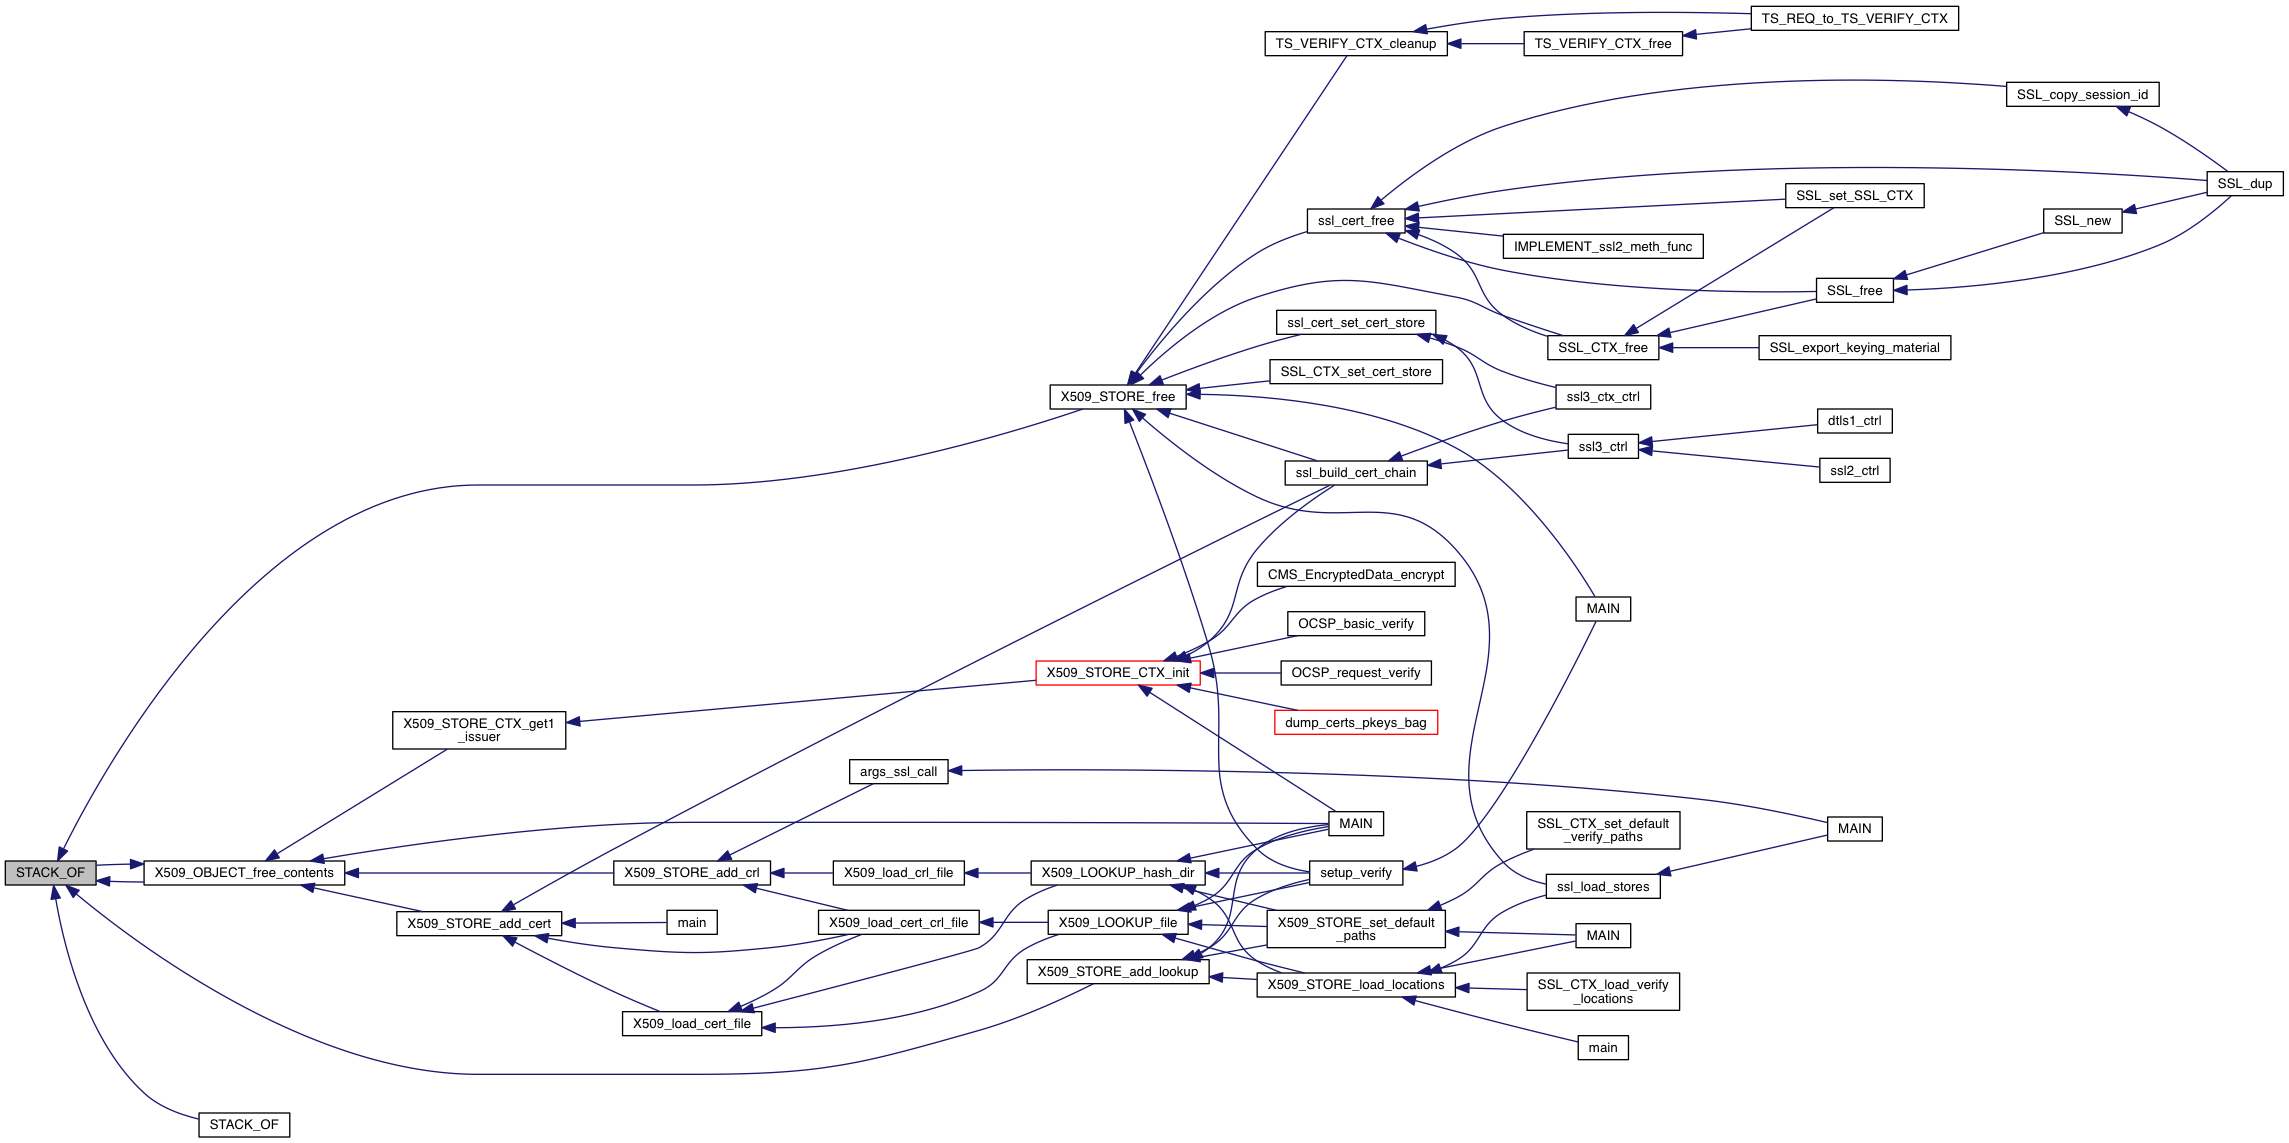 TS_REQ_to_TS_VERIFY_CTX
TS_VERIFY_CTX_cleanup
TS_VERIFY_CTX_free
SSL_copy_session_id
SSL_dup
SSL_set_SSL_CTX
ssl_cert_free
SSL_new
IMPLEMENT_ssl2_meth_func
SSL_free
ssl_cert_set_cert_store
SSL_CTX_free
SSL_export_keying_material
SSL_CTX_set_cert_store
X509_STORE_free
ssl3_ctx_ctrl
dtls1_ctrl
ssl3_ctrl
ssl_build_cert_chain
ssl2_ctrl
CMS_EncryptedData_encrypt
MAIN
OCSP_basic_verify
X509_STORE_CTX_init
OCSP_request_verify
X509_STORE_CTX_get1
_issuer
dump_certs_pkeys_bag
args_ssl_call
MAIN
SSL_CTX_set_default
_verify_paths
MAIN
STACK_OF
X509_OBJECT_free_contents
X509_STORE_add_crl
X509_load_crl_file
X509_LOOKUP_hash_dir
setup_verify
ssl_load_stores
X509_STORE_add_cert
main
X509_load_cert_crl_file
X509_LOOKUP_file
X509_STORE_set_default
_paths
MAIN
X509_STORE_add_lookup
X509_STORE_load_locations
SSL_CTX_load_verify
_locations
X509_load_cert_file
main
STACK_OF